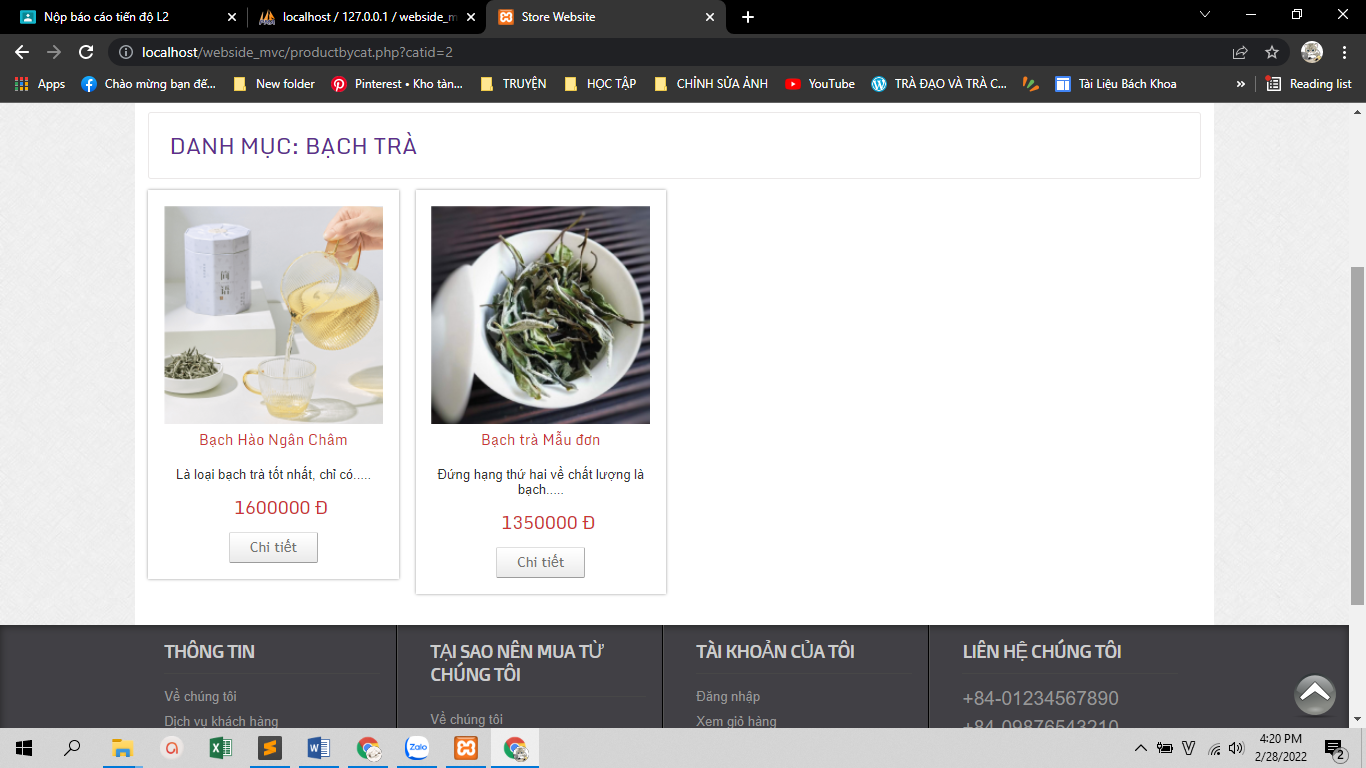 Nộp báo cáo tiến độ L2
localhost / 127.0.0.1 / webside_m
Store Website
localhost/webside_mvc/productbycat.php?catid=2
Apps
Chào mừng bạn đế...
New folder
Pinterest • Kho tàn...
TRUYỆN
HỌC TẬP
CHỈNH SỬA ẢNH
YouTube
TRÀ ĐẠO VÀ TRÀ C...
Tài Liệu Bách Khoa
»
Reading list
DANH MỤC: BẠCH TRÀ
Bạch Hào Ngân Châm
Là loại bạch trà tốt nhất, chỉ có.....
1600000 Đ
Chi tiết
Bạch trà Mẫu đơn
Đứng hạng thứ hai về chất lượng là
bạch.....
1350000 Đ
Chi tiết
THÔNG TIN
Về chúng tôi
Dịch vụ khách hàng
TẠI SAO NÊN MUA TỪ
CHÚNG TÔI
Về chúng tôi
TÀI KHOẢN CỦA TÔI
Đăng nhập
Xem giỏ hàng
LIÊN HỆ CHÚNG TÔI
+84-01234567890
+84-09876543210
Zalo
4:20 PM
2/28/2022
2